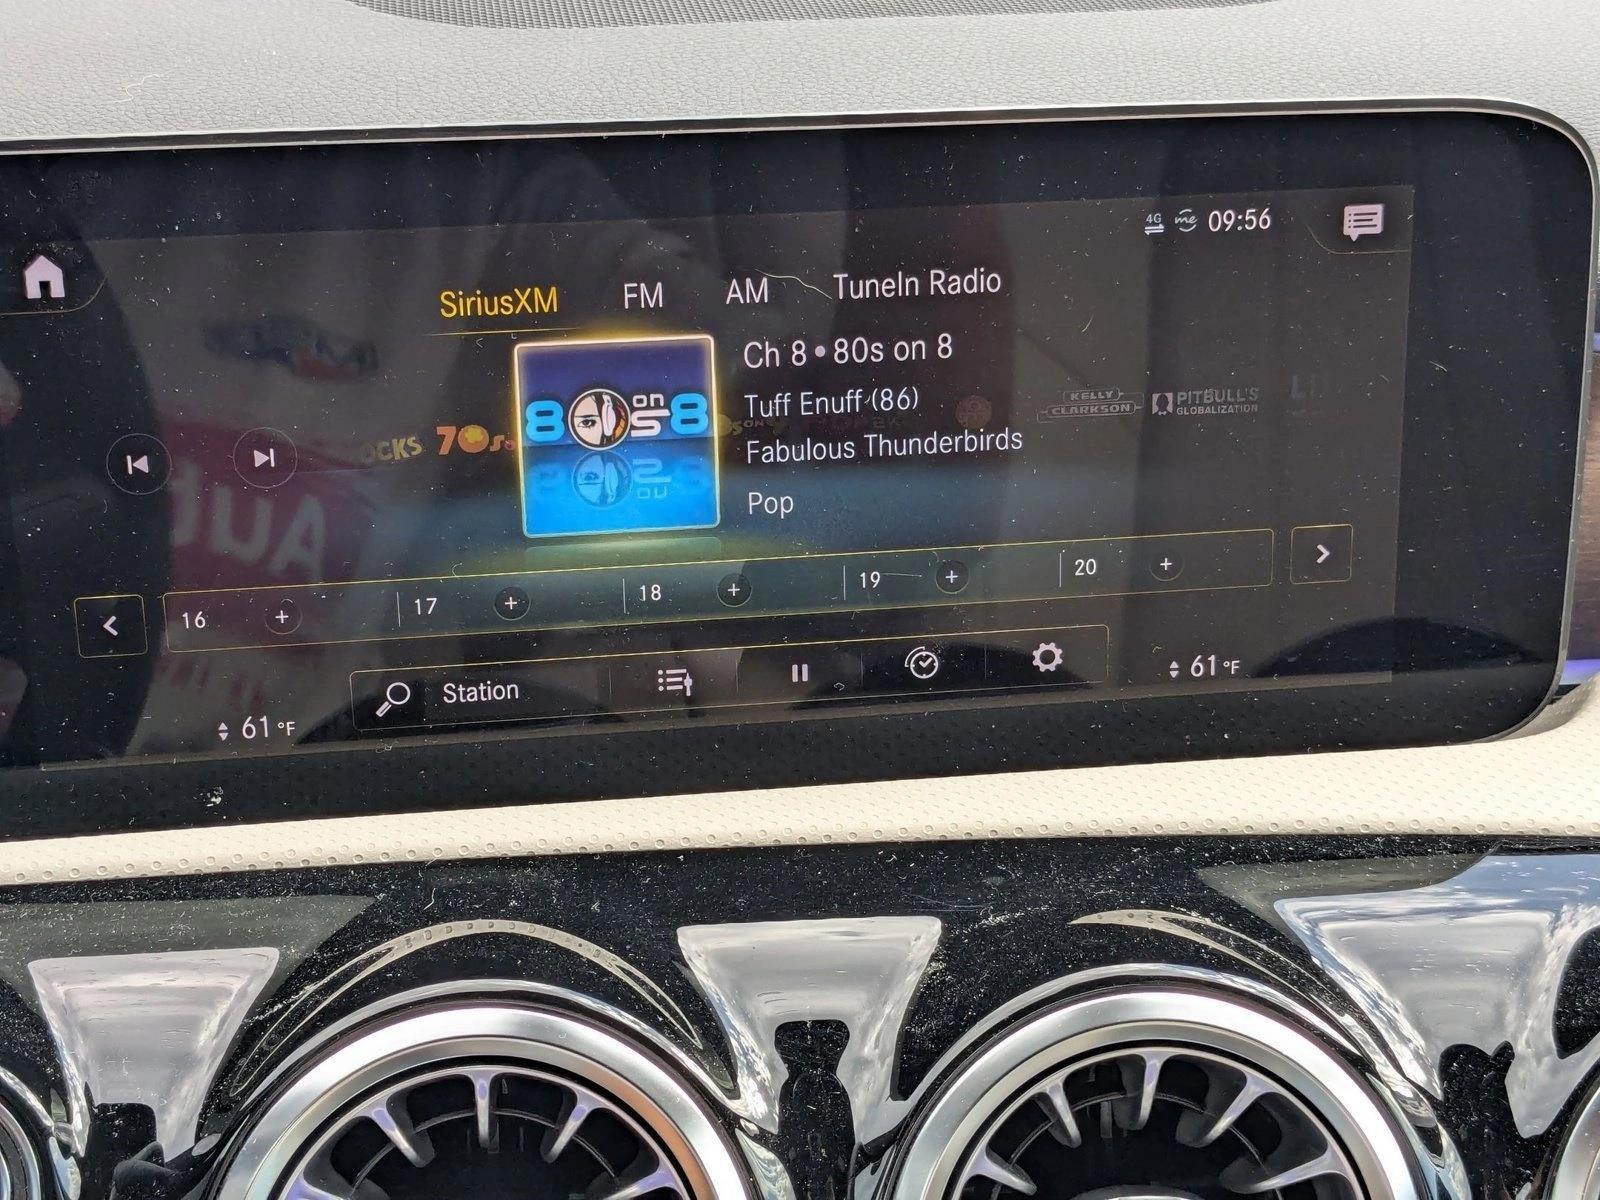 4G me 09:56
SiriusXM FM AM TuneIn Radio
Ch 8 • 80s on 8
Tuff Enuff (86)
Fabulous Thunderbirds
Pop
80s on 8
70s
KELLY CLARKSON
PITBULL'S GLOBALIZATION
16 + 17 + 18 + 19 + 20 +
Station
61 °F
61 °F